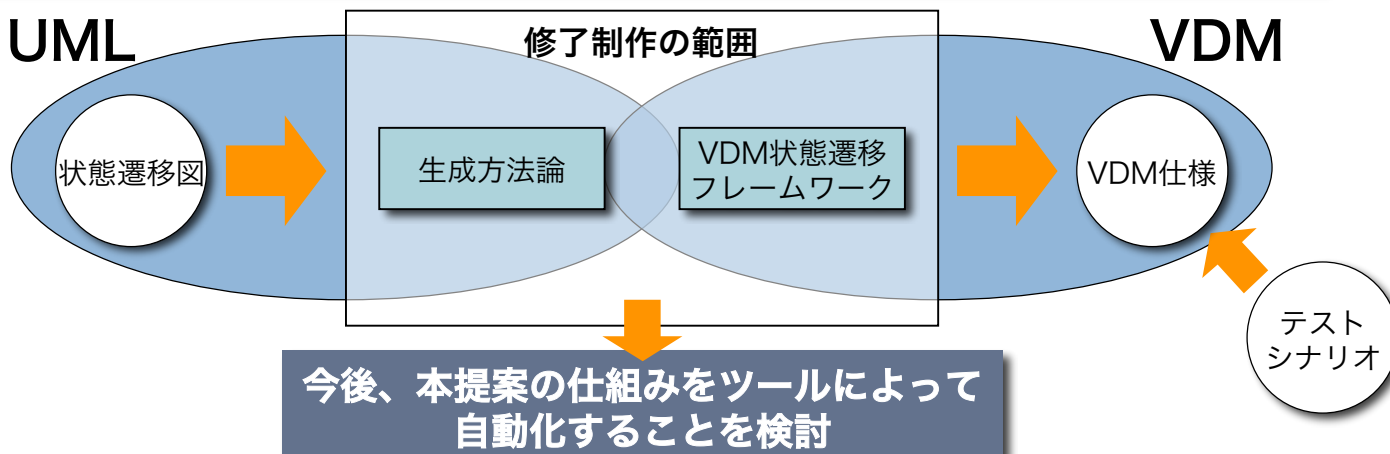 UML
修了制作の範囲
VDM
状態遷移図
生成方法論
VDM状態遷移
フレームワーク
VDM仕様
テスト
シナリオ
今後、本提案の仕組みをツールによって
自動化することを検討